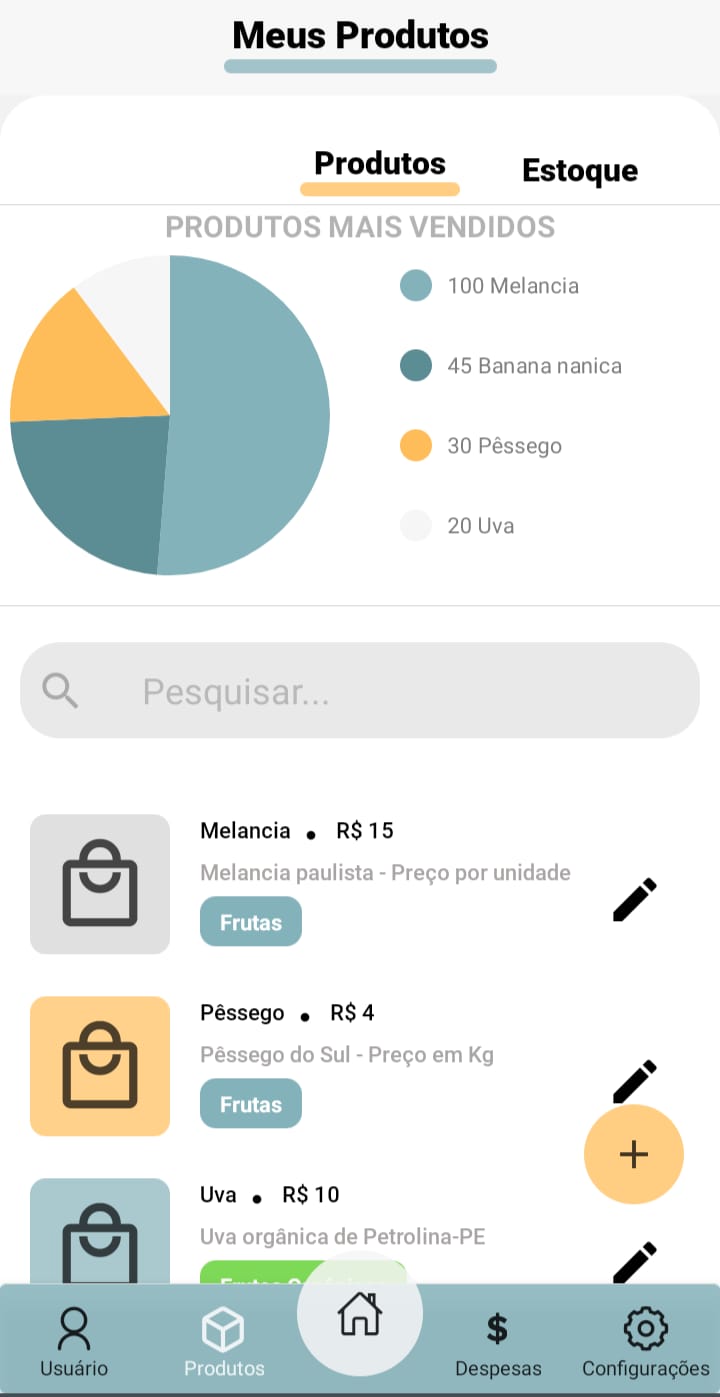 Meus Produtos
Produtos
Estoque
PRODUTOS MAIS VENDIDOS
100 Melancia
45 Banana nanica
30 Pêssego
20 Uva
Pesquisar...
Melancia • R$ 15
Melancia paulista - Preço por unidade
Frutas
Pêssego • R$ 4
Pêssego do Sul - Preço em Kg
Frutas
+
Uva • R$ 10
Uva orgânica de Petrolina-PE
$
Usuário
Produtos
Despesas
Configurações